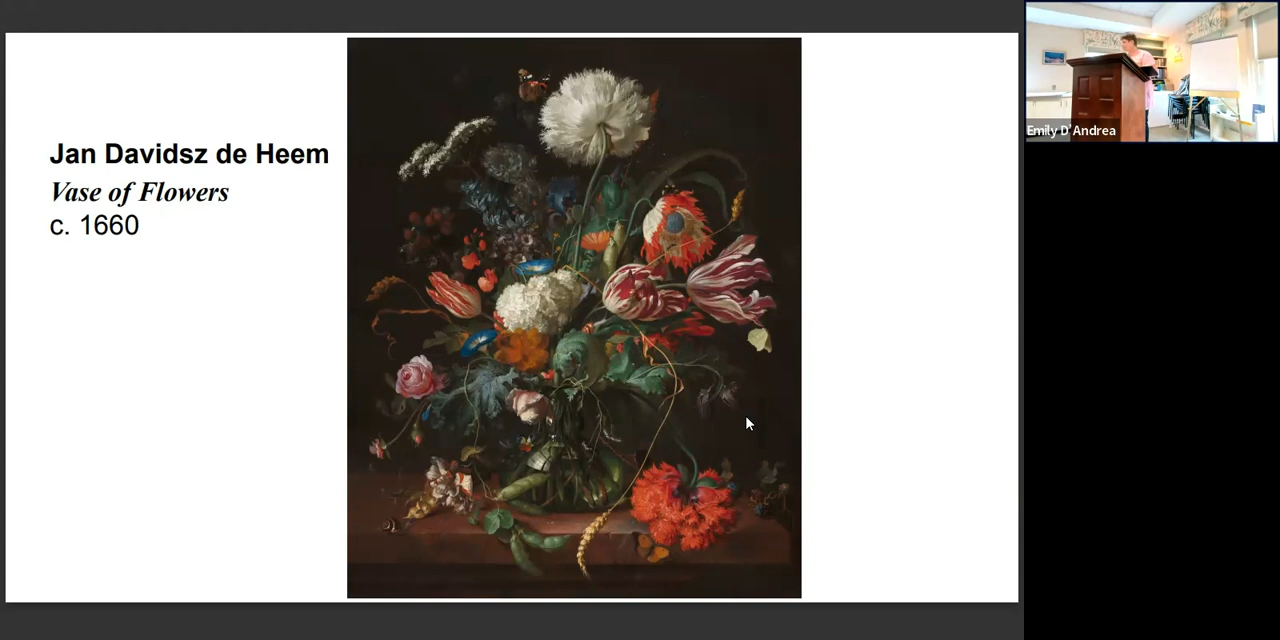 Jan Davidsz de Heem
Vase of Flowers
c. 1660
Emily D'Andrea